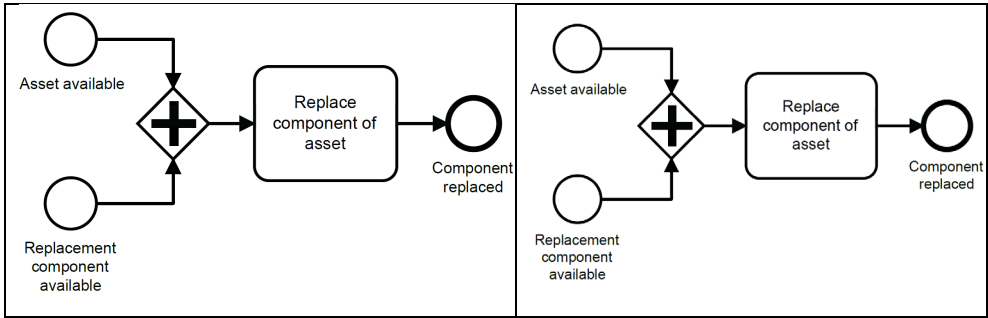 Asset available
Replace
component of
asset
Component
replaced
Replacement
component
available
Asset available
Replace
component of
asset
Component
replaced
Replacement
component
available